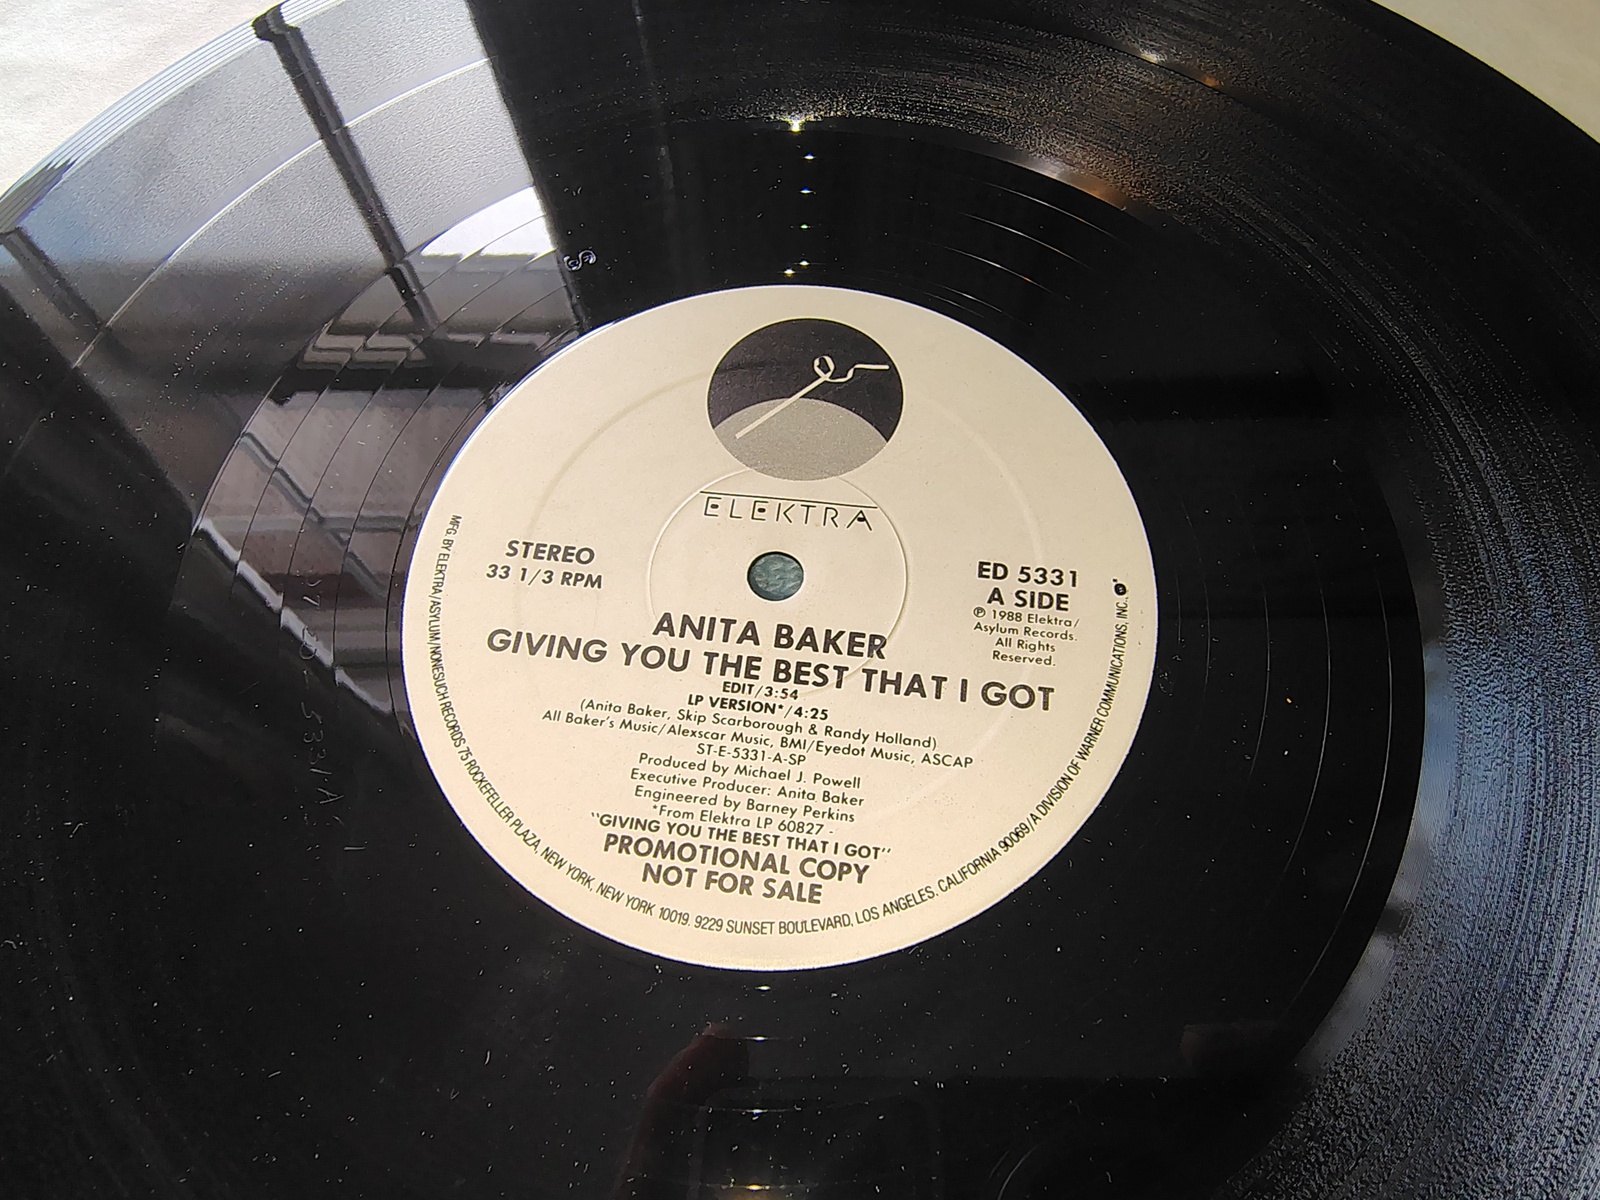 ELEKTRA
STEREO
33 1/3 RPM
ED 5331
A SIDE
℗ 1988 Elektra/
Asylum Records.
All Rights
Reserved.
ANITA BAKER
GIVING YOU THE BEST THAT I GOT
EDIT/3:54
LP VERSION*/4:25
(Anita Baker, Skip Scarborough & Randy Holland)
All Baker's Music/Alexscar Music, BMI/Eyedot Music, ASCAP
ST-E-5331-A-SP
Produced by Michael J. Powell
Executive Producer: Anita Baker
Engineered by Barney Perkins
*From Elektra LP 60827 -
"GIVING YOU THE BEST THAT I GOT"
PROMOTIONAL COPY
NOT FOR SALE
MFG. BY ELEKTRA/ASYLUM/NONESUCH RECORDS 75 ROCKEFELLER PLAZA, NEW YORK, NEW YORK 10019. 9229 SUNSET BOULEVARD, LOS ANGELES, CALIFORNIA 90069/A DIVISION OF WARNER COMMUNICATIONS, INC.